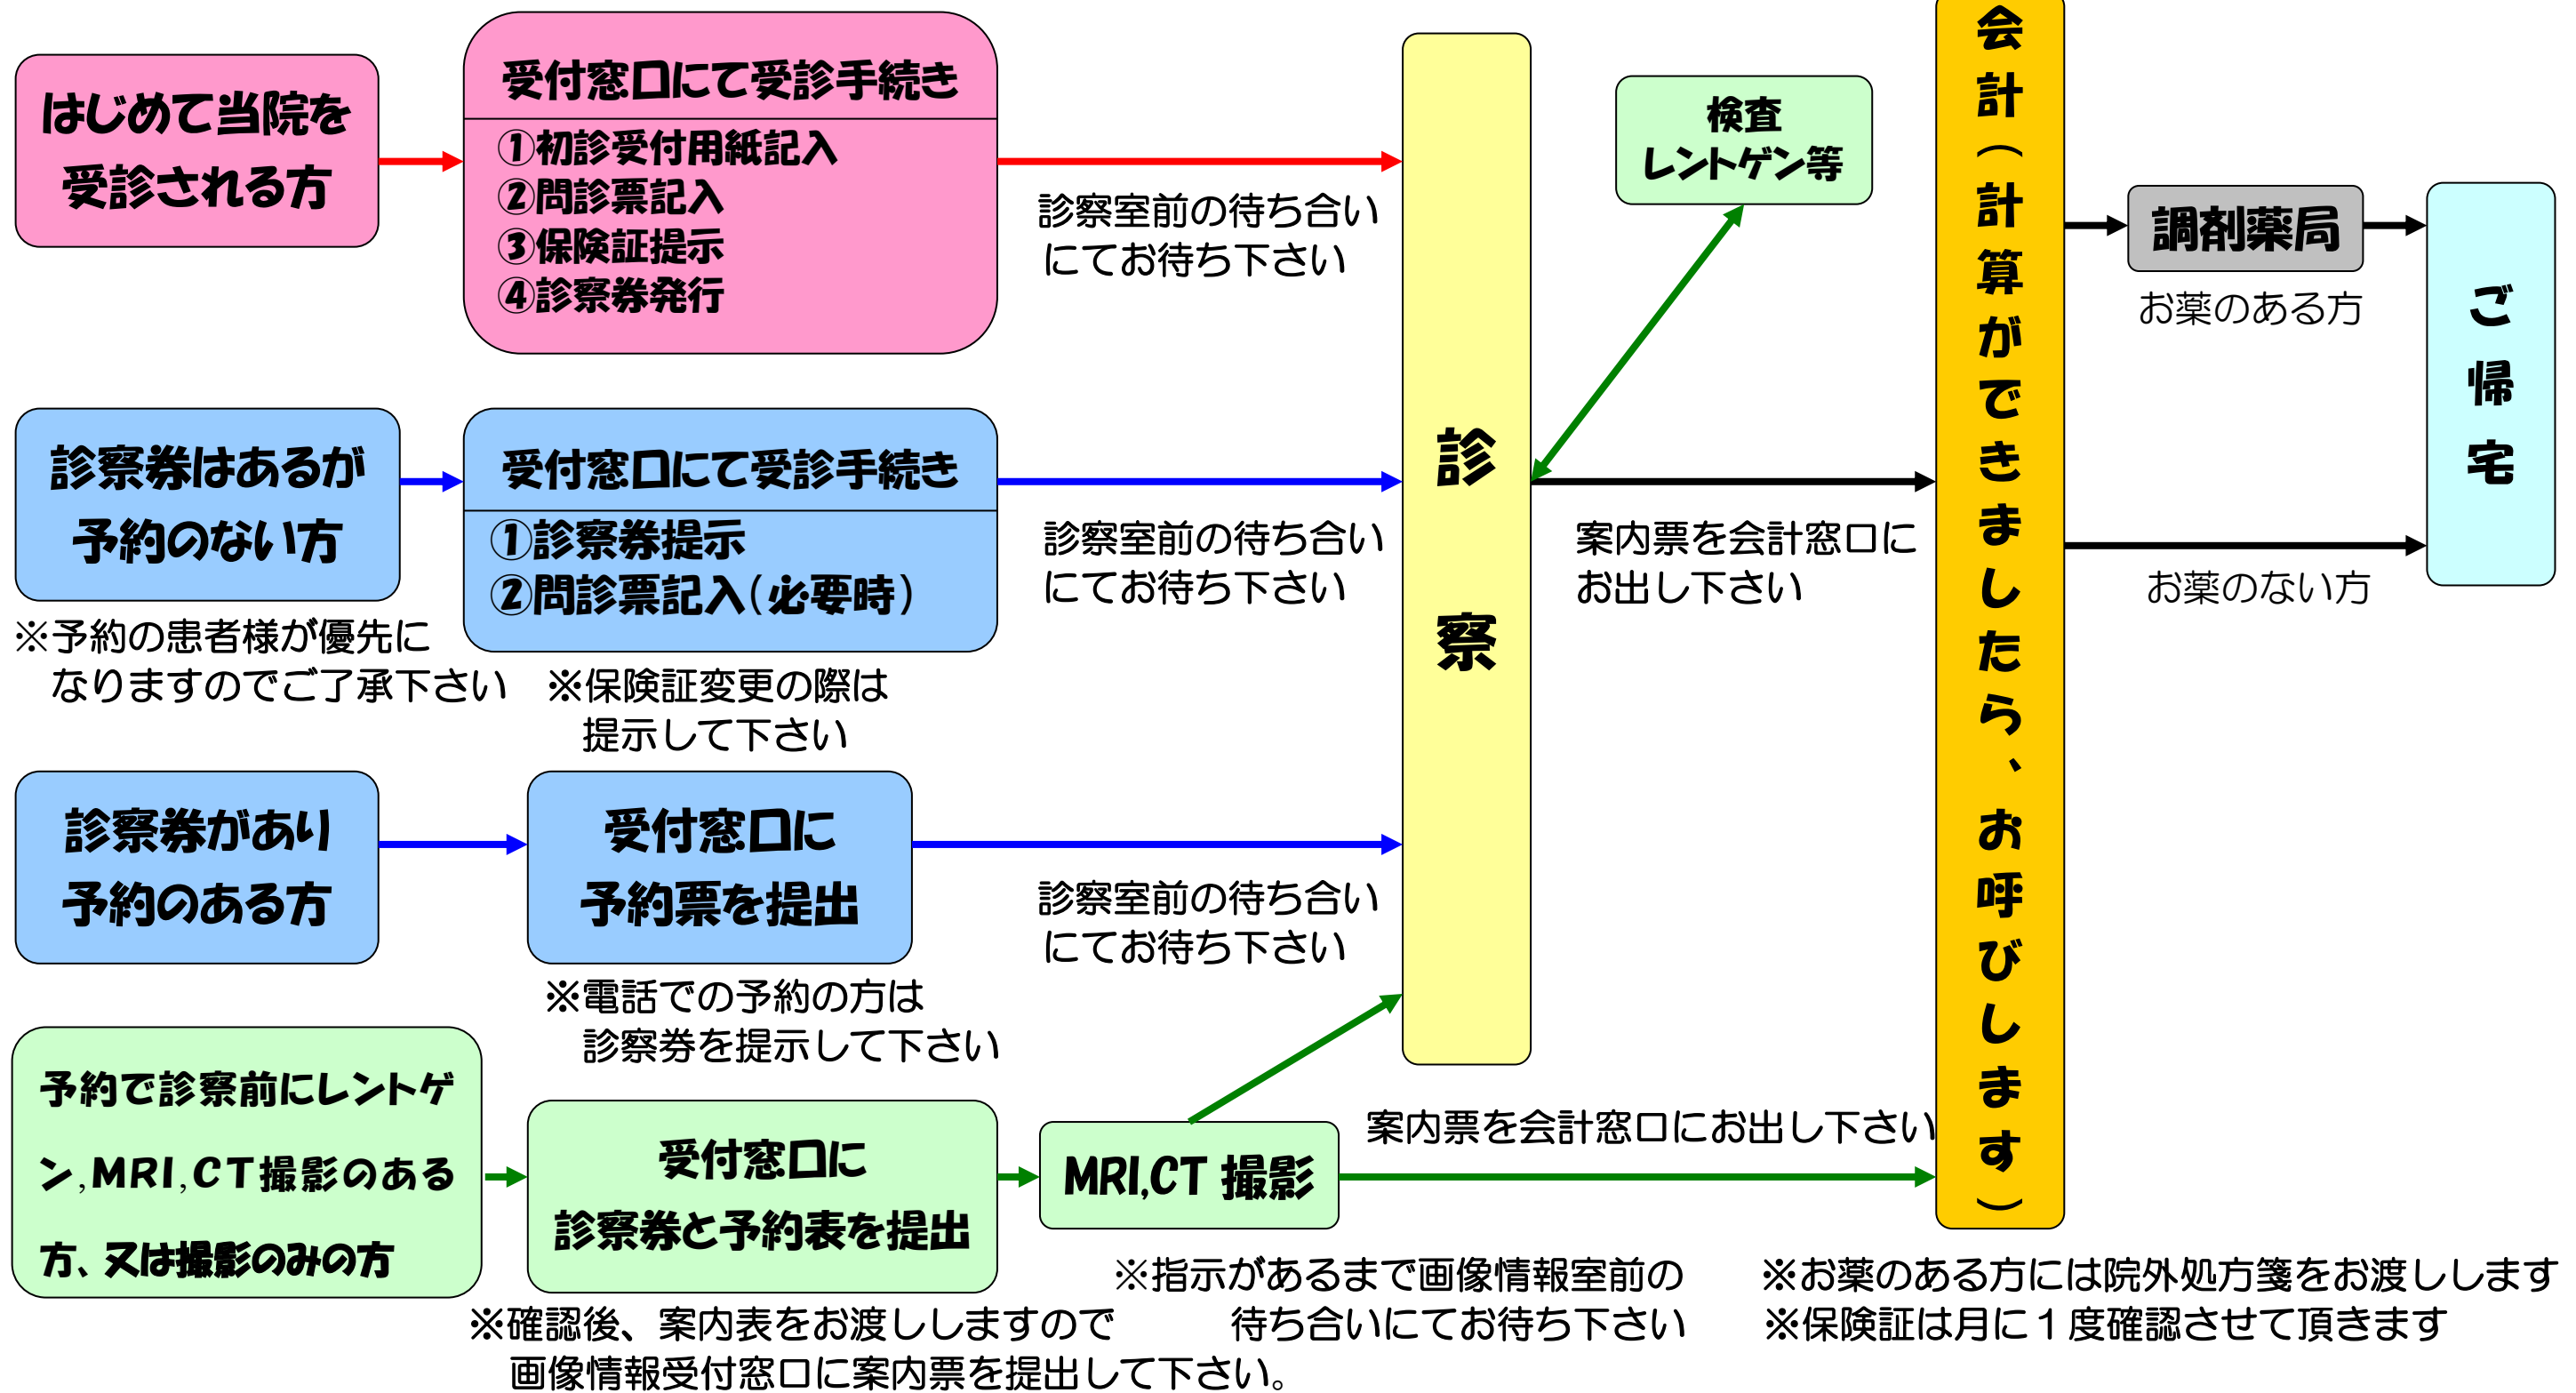 はじめて当院を
受診される方
受付窓口にて受診手続き
①初診受付用紙記入
②問診票記入
③保険証提示
④診察券発行
診察室前の待ち合い
にてお待ち下さい
診察券はあるが
予約のない方
※予約の患者様が優先に
なりますのでご了承下さい
受付窓口にて受診手続き
①診察券提示
②問診票記入(必要時)
※保険証変更の際は
提示して下さい
診察室前の待ち合い
にてお待ち下さい
診察券があり
予約のある方
受付窓口に
予約票を提出
※電話での予約の方は
診察券を提示して下さい
診察室前の待ち合い
にてお待ち下さい
予約で診察前にレントゲ
ン,MRI,CT撮影のある
方、又は撮影のみの方
受付窓口に
診察券と予約表を提出
※確認後、案内表をお渡ししますので
画像情報受付窓口に案内票を提出して下さい。
MRI,CT 撮影
※指示があるまで画像情報室前の
待ち合いにてお待ち下さい
診察
検査
レントゲン等
案内票を会計窓口に
お出し下さい
案内票を会計窓口にお出し下さい
会計(計算ができましたら、お呼びします)
調剤薬局
お薬のある方
お薬のない方
ご帰宅
※お薬のある方には院外処方箋をお渡しします
※保険証は月に1度確認させて頂きます